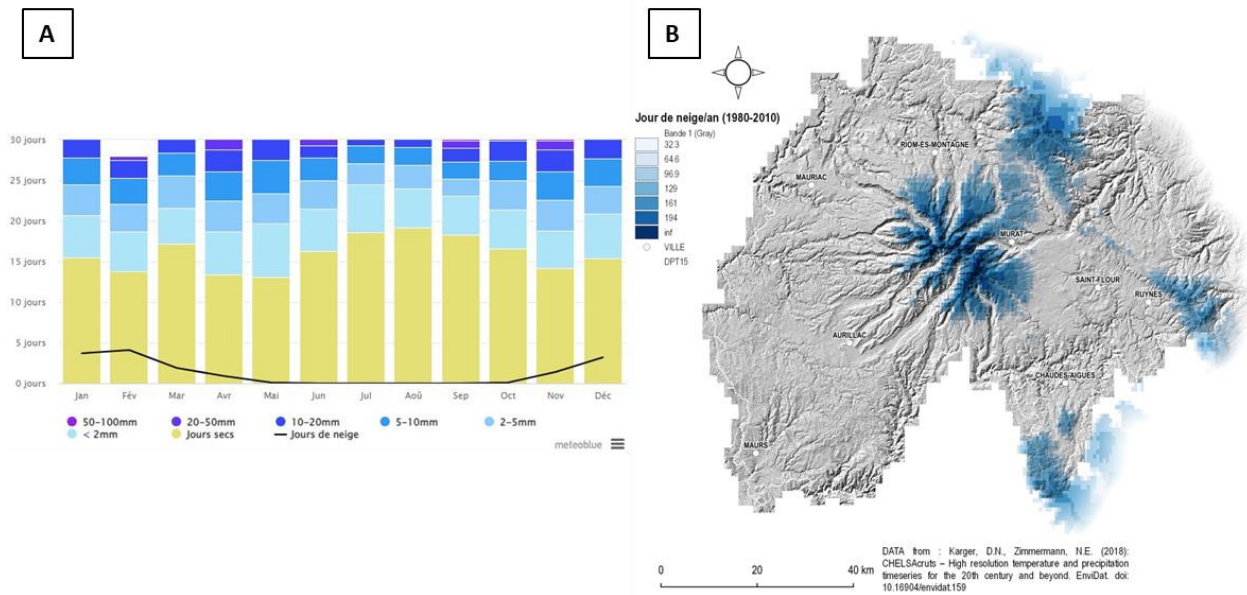 A
30 jours
25 jours
20 jours
15 jours
10 jours
5 jours
0 jours
Jan Fév Mar Avr Mai Jun Jul Aoû Sep Oct Nov Déc
50-100mm 20-50mm 10-20mm 5-10mm 2-5mm
< 2mm Jours secs Jours de neige
meteoblue
B
Jour de neige/an (1980-2010)
Bande 1 (Gray)
32.3
64.6
96.9
129
161
194
inf
VILLE
DPT15
RIOM-ÈS-MONTAGNE
MAURIAC
MURAT
SAINT-FLOUR
RUYNES
AURILLAC
CHAUDES-AIGUES
MAURS
0 20 40 km
DATA from : Karger, D.N., Zimmermann, N.E. (2018):
CHELSAcruts – High resolution temperature and precipitation
timeseries for the 20th century and beyond. EnviDat. doi:
10.16904/envidat.159